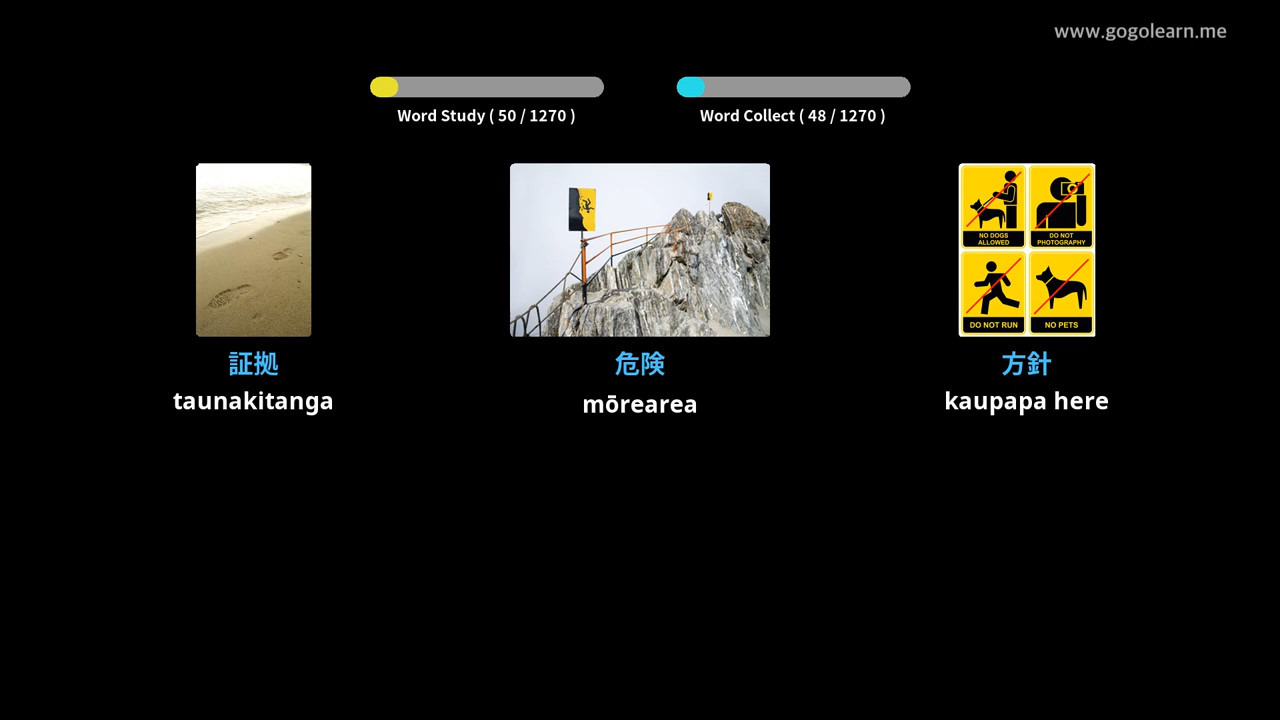 www.gogolearn.me
Word Study ( 50 / 1270 )
Word Collect ( 48 / 1270 )
NO DOGS
ALLOWED
DO NOT
PHOTOGRAPHY
DO NOT RUN
NO PETS
証拠
危険
方針
taunakitanga
mōrearea
kaupapa here